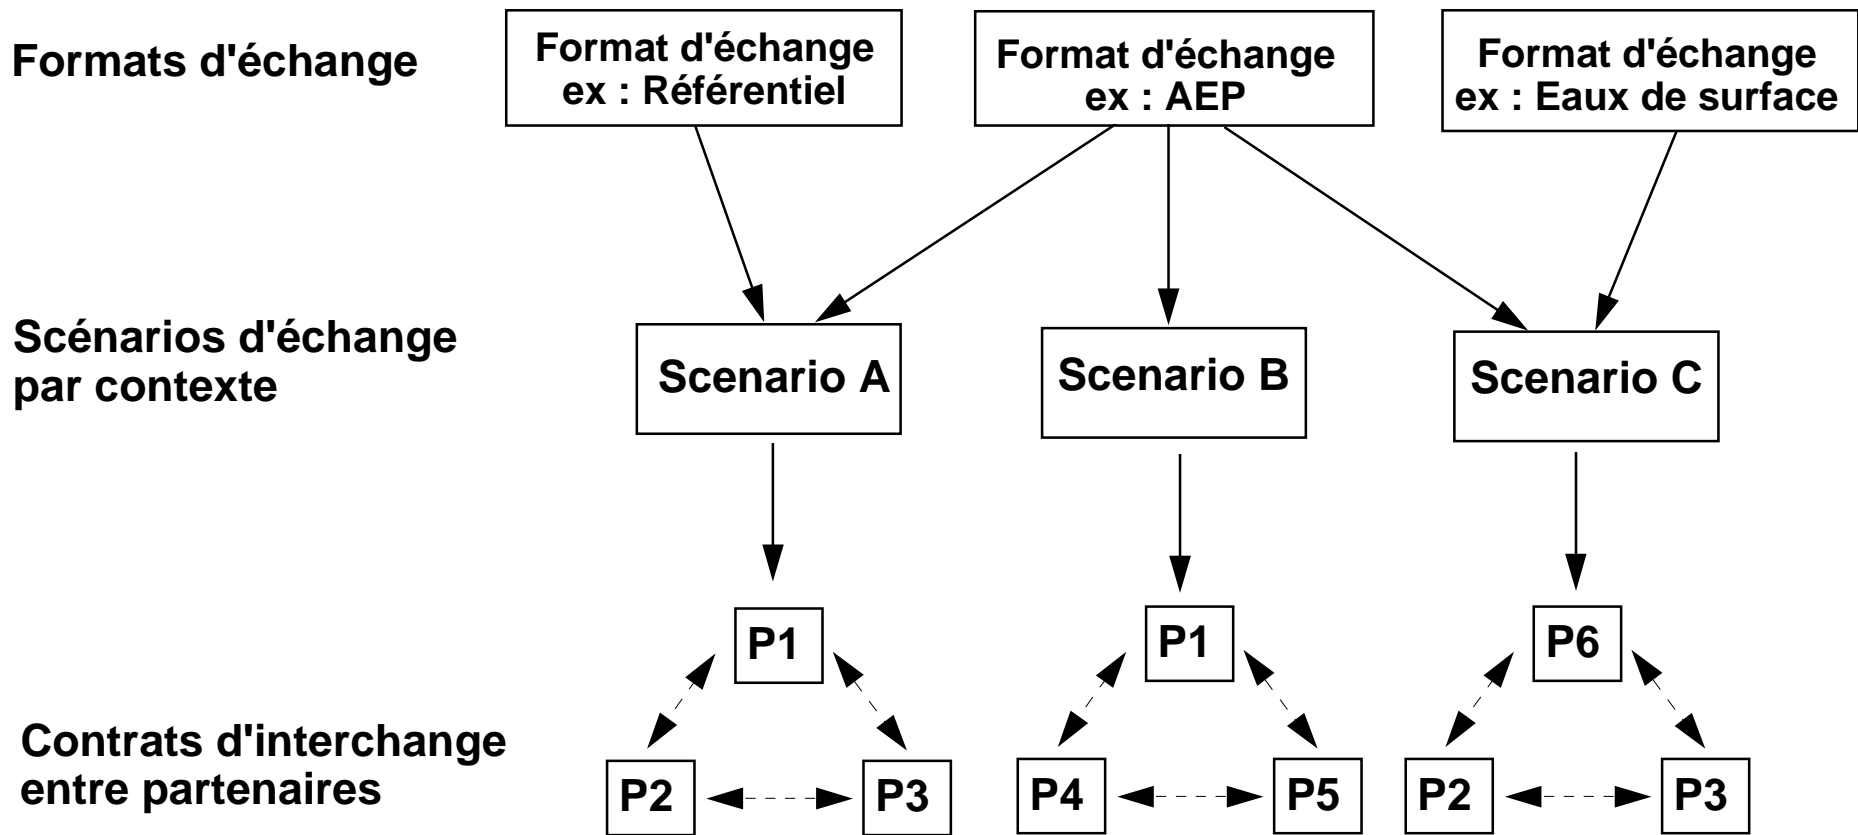 Formats d'échange
Format d'échange
ex : Référentiel
Format d'échange
ex : AEP
Format d'échange
ex : Eaux de surface
Scénarios d'échange
par contexte
Scenario A
Scenario B
Scenario C
Contrats d'interchange
entre partenaires
P1
P2
P3
P1
P4
P5
P6
P2
P3